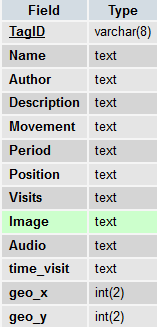 Field Type
TagID varchar(8)
Name text
Author text
Description text
Movement text
Period text
Position text
Visits text
Image text
Audio text
time_visit text
geo_x int(2)
geo_y int(2)